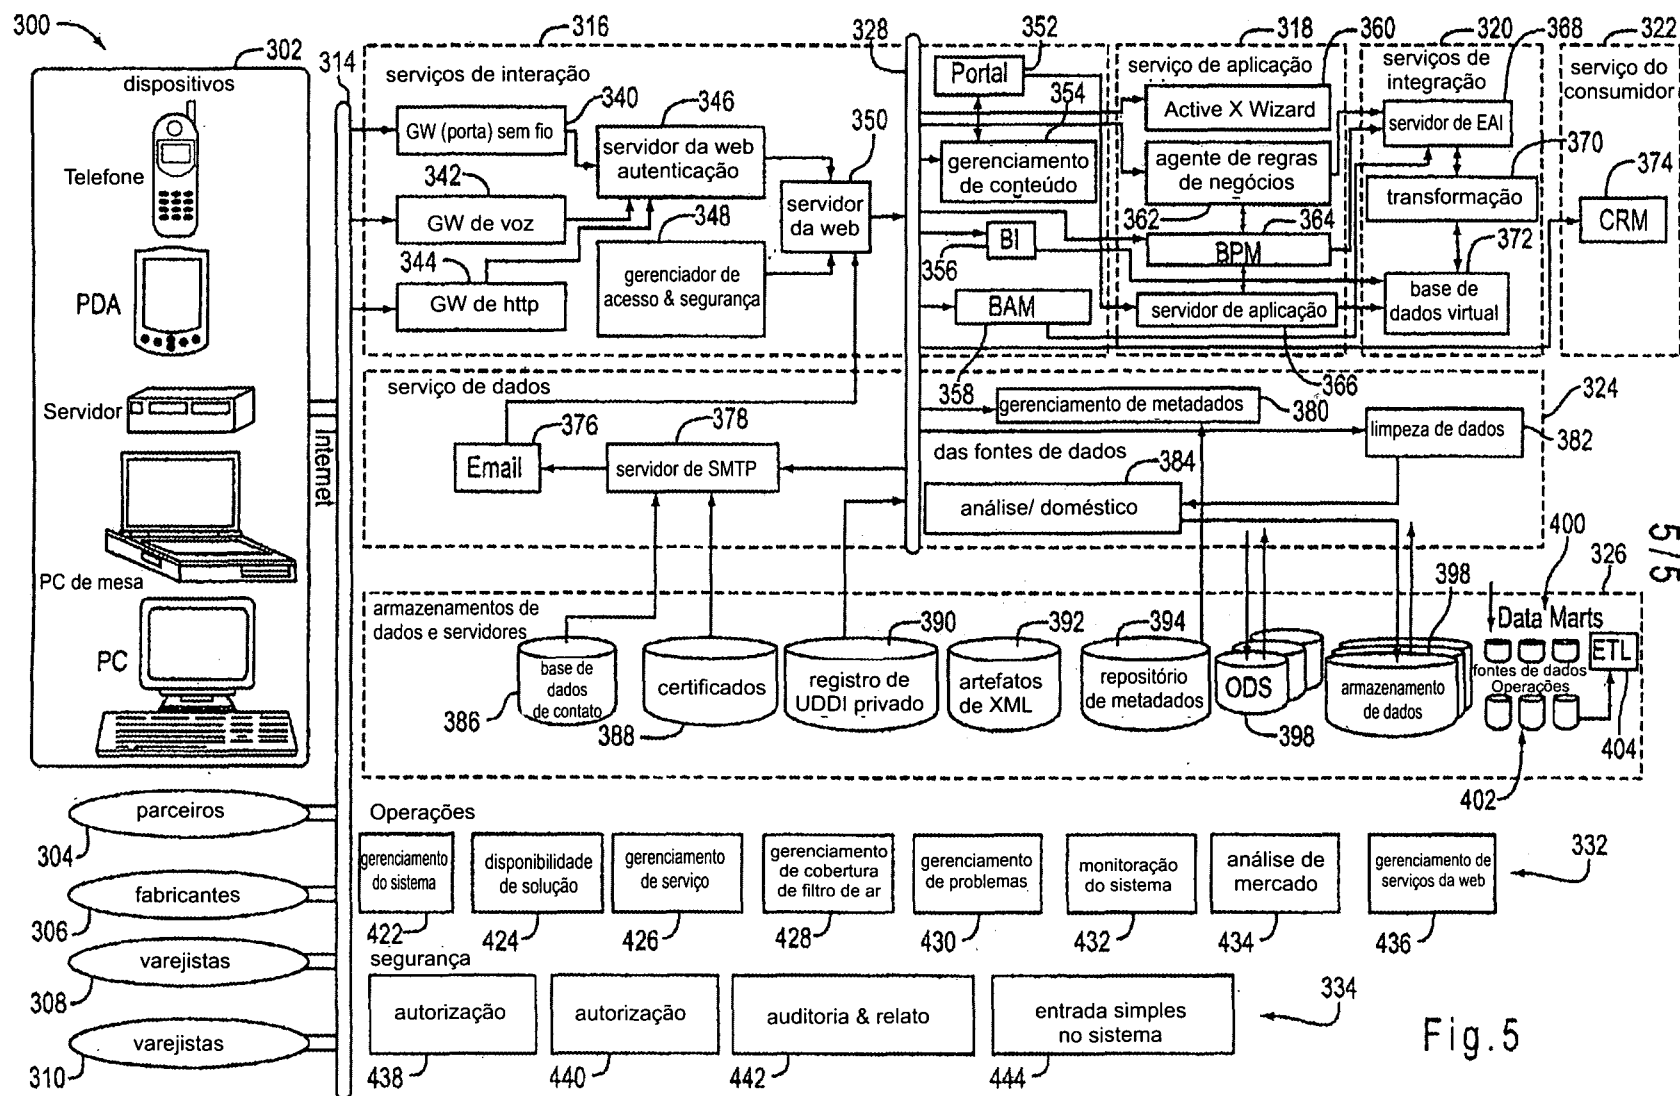 300
302
dispositivos
Telefone
PDA
Servidor
PC de mesa
PC
314
Internet
316
serviços de interação
340
GW (porta) sem fio
342
GW de voz
344
GW de http
346
servidor da web
autenticação
348
gerenciador de
acesso & segurança
350
servidor
da web
328
352
Portal
354
gerenciamento
de conteúdo
BI
356
BAM
358
318
serviço de aplicação
360
Active X Wizard
agente de regras
de negócios
362
364
BPM
servidor de aplicação
366
320
serviços de
integração
368
servidor de EAI
370
transformação
372
base de
dados virtual
322
serviço do
consumidor
374
CRM
serviço de dados
376
Email
378
servidor de SMTP
gerenciamento de metadados
380
324
limpeza de dados
382
das fontes de dados
384
análise/ doméstico
5/5
400
326
armazenamentos de
dados e servidores
base de
dados
de contato
386
certificados
388
390
registro de
UDDI privado
392
artefatos
de XML
394
repositório
de metadados
ODS
398
398
armazenamento
de dados
Data Marts
fontes de dados
Operações
ETL
404
402
parceiros
304
fabricantes
306
varejistas
308
varejistas
310
Operações
gerenciamento
do sistema
422
disponibilidade
de solução
424
gerenciamento
de serviço
426
gerenciamento
de cobertura
de filtro de ar
428
gerenciamento
de problemas
430
monitoração
do sistema
432
análise de
mercado
434
gerenciamento de
serviços da web
436
332
segurança
autorização
438
autorização
440
auditoria & relato
442
entrada simples
no sistema
444
334
Fig.5